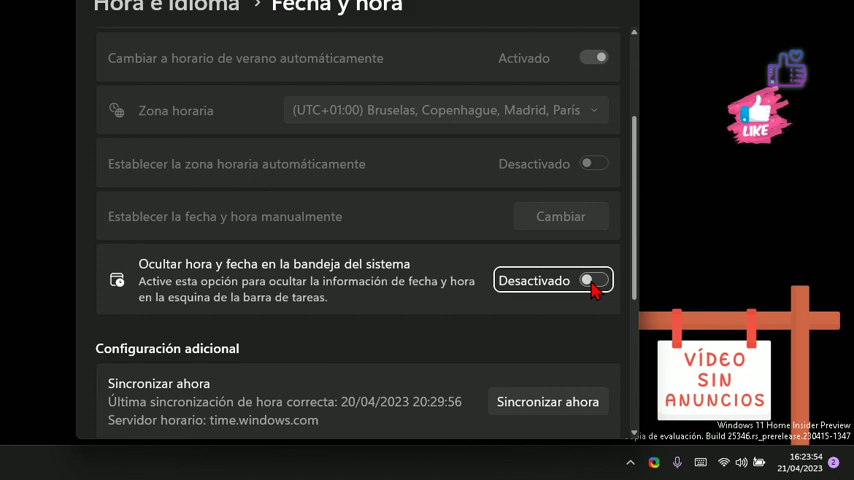 Hora e idioma > Fecha y hora
Cambiar a horario de verano automáticamente Activado
Zona horaria (UTC+01:00) Bruselas, Copenhague, Madrid, París
Establecer la zona horaria automáticamente Desactivado
Establecer la fecha y hora manualmente Cambiar
Ocultar hora y fecha en la bandeja del sistema
Active esta opción para ocultar la información de fecha y hora
en la esquina de la barra de tareas.
Desactivado
Configuración adicional
Sincronizar ahora
Última sincronización de hora correcta: 20/04/2023 20:29:56
Servidor horario: time.windows.com
Sincronizar ahora
LIKE
VÍDEO
SIN
ANUNCIOS
Windows 11 Home Insider Preview
opia de evaluación. Build 25346.rs_prerelease.230415-1347
16:23:54
21/04/2023
2